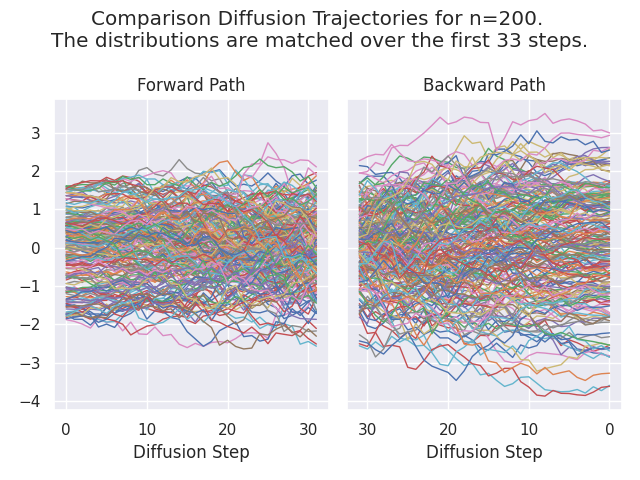 Comparison Diffusion Trajectories for n=200.
The distributions are matched over the first 33 steps.
Forward Path
Backward Path
3
2
1
0
−1
−2
−3
−4
0 10 20 30
30 20 10 0
Diffusion Step
Diffusion Step